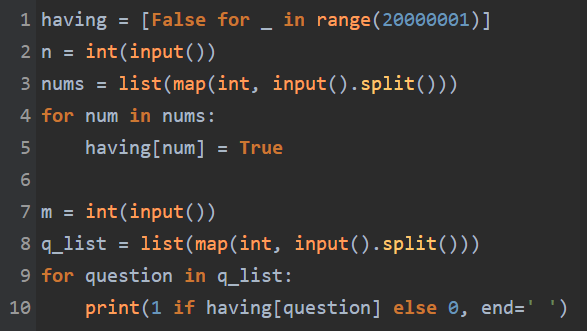 1 having = [False for _ in range(20000001)]
2 n = int(input())
3 nums = list(map(int, input().split()))
4 for num in nums:
5     having[num] = True
6
7 m = int(input())
8 q_list = list(map(int, input().split()))
9 for question in q_list:
10     print(1 if having[question] else 0, end=' ')